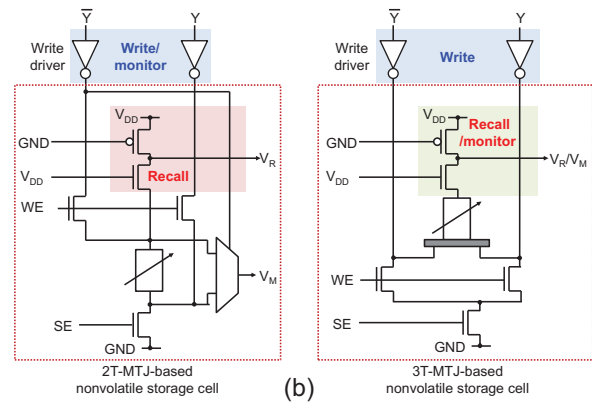 Y̅ Y
Write
driver
Write/
monitor
V_DD
GND
Recall
V_R
V_DD
WE
V_M
SE
GND
2T-MTJ-based
nonvolatile storage cell
(b)
Y̅ Y
Write
driver
Write
V_DD
GND
Recall
/monitor
V_R/V_M
V_DD
WE
SE
GND
3T-MTJ-based
nonvolatile storage cell